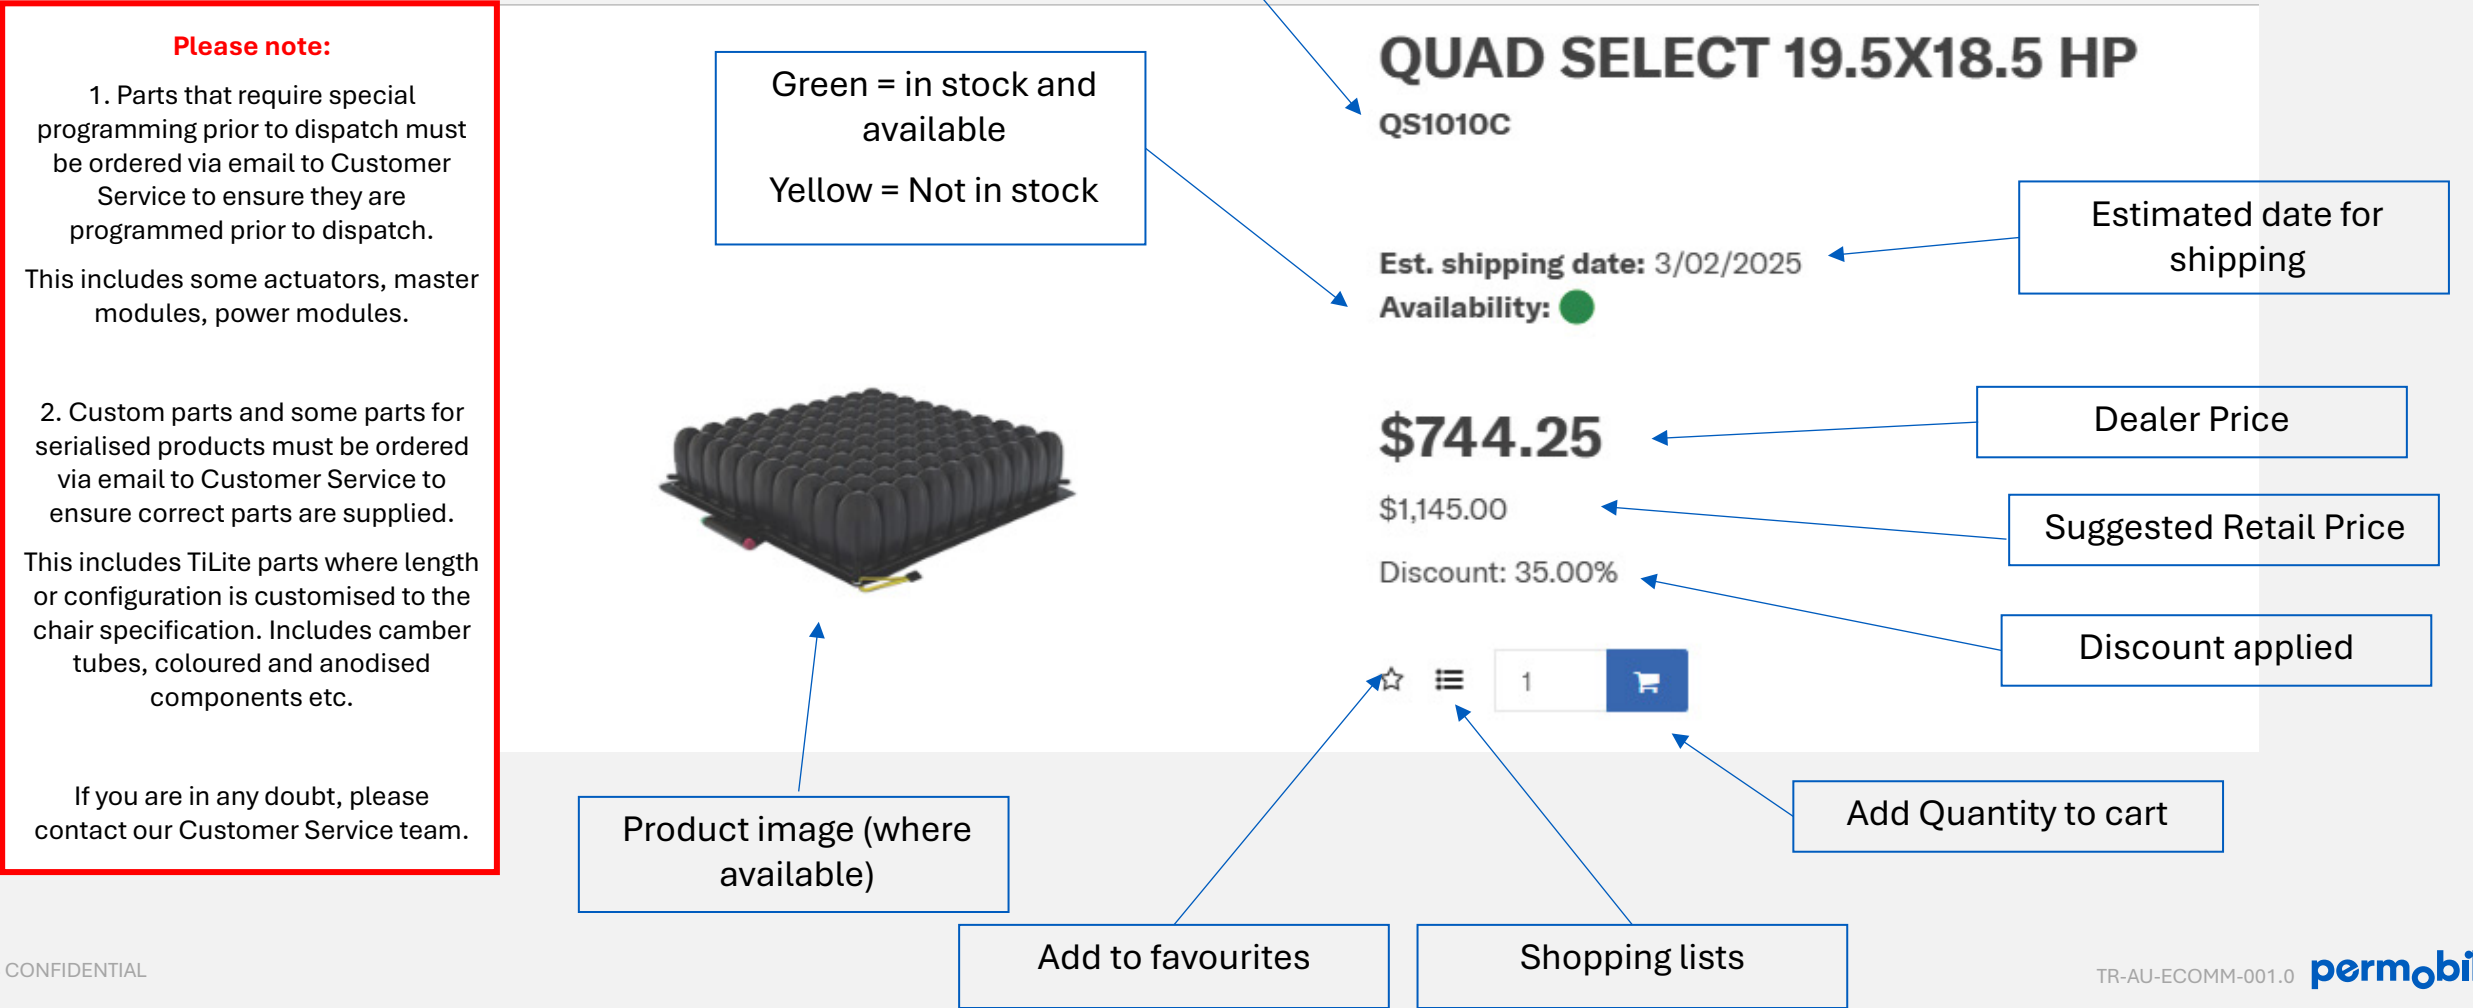 Please note:
1. Parts that require special
programming prior to dispatch must
be ordered via email to Customer
Service to ensure they are
programmed prior to dispatch.
This includes some actuators, master
modules, power modules.
2. Custom parts and some parts for
serialised products must be ordered
via email to Customer Service to
ensure correct parts are supplied.
This includes TiLite parts where length
or configuration is customised to the
chair specification. Includes camber
tubes, coloured and anodised
components etc.
If you are in any doubt, please
contact our Customer Service team.
Green = in stock and
available
Yellow = Not in stock
QUAD SELECT 19.5X18.5 HP
QS1010C
Est. shipping date: 3/02/2025
Availability:
Estimated date for
shipping
$744.25
Dealer Price
$1,145.00
Suggested Retail Price
Discount: 35.00%
Discount applied
1
Add Quantity to cart
Product image (where
available)
Add to favourites
Shopping lists
CONFIDENTIAL
TR-AU-ECOMM-001.0
permobil